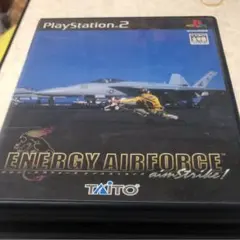 PlayStation 2
ENERGY AIRFORCE
aimStrike!
TAITO